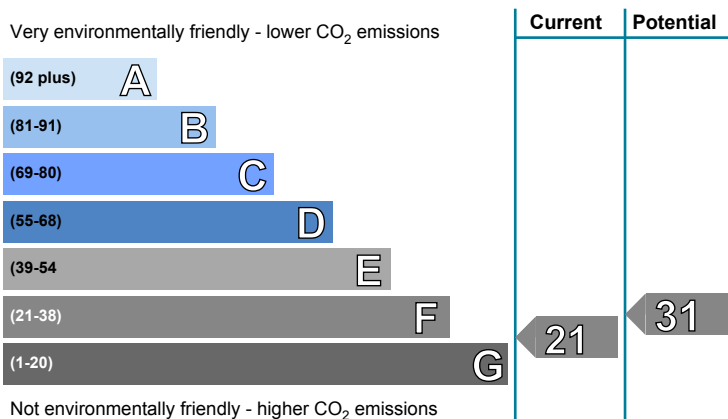 Current Potential
Very environmentally friendly - lower CO2 emissions
(92 plus) A
(81-91) B
(69-80) C
(55-68) D
(39-54 E
(21-38) F
31
21
(1-20) G
Not environmentally friendly - higher CO2 emissions